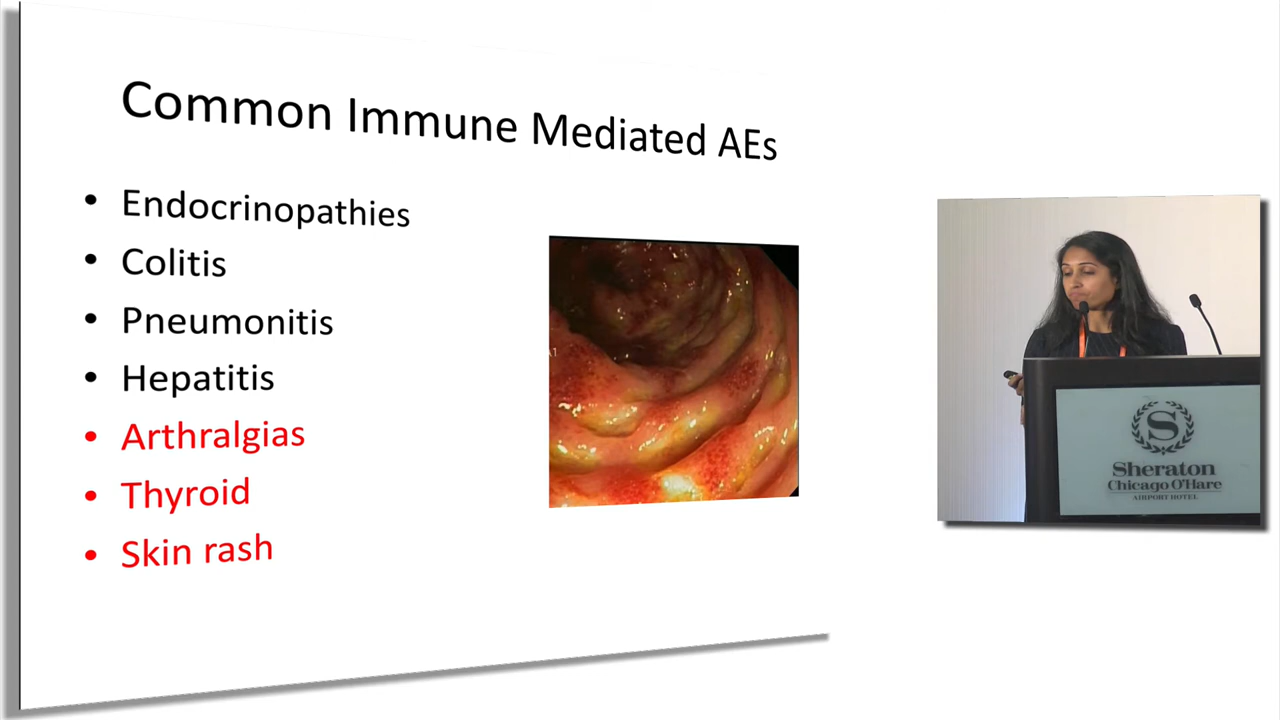 Common Immune Mediated AEs
• Endocrinopathies
• Colitis
• Pneumonitis
• Hepatitis
• Arthralgias
• Thyroid
• Skin rash
S
Sheraton
Chicago O'Hare
AIRPORT HOTEL